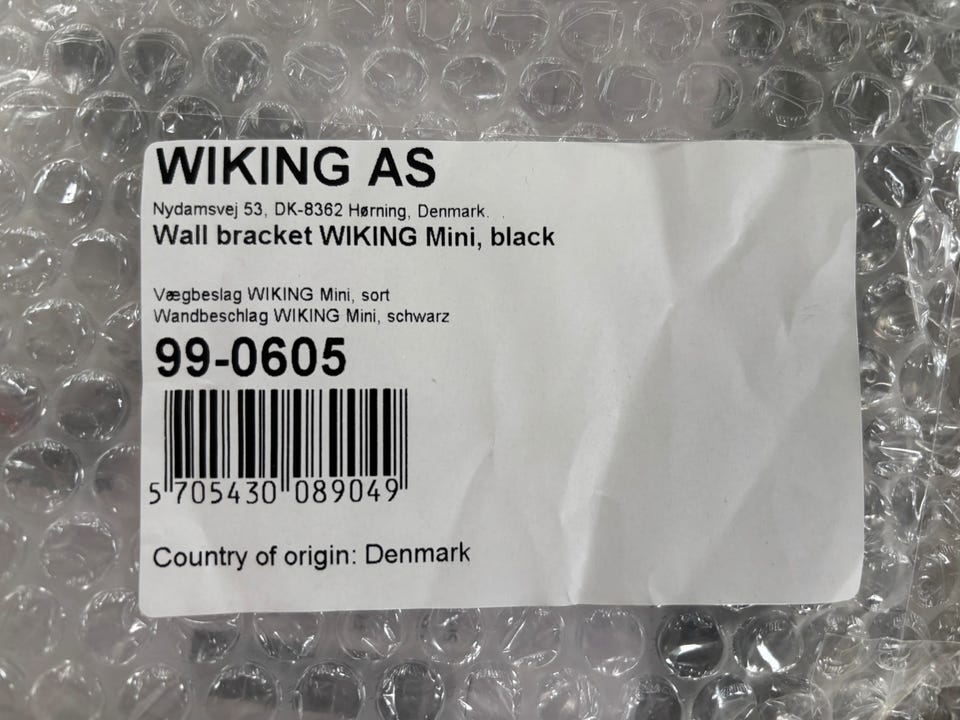 WIKING AS
Nydamsvej 53, DK-8362 Hørning, Denmark.
Wall bracket WIKING Mini, black
Vægbeslag WIKING Mini, sort
Wandbeschlag WIKING Mini, schwarz
99-0605
5 705430 089049
Country of origin: Denmark